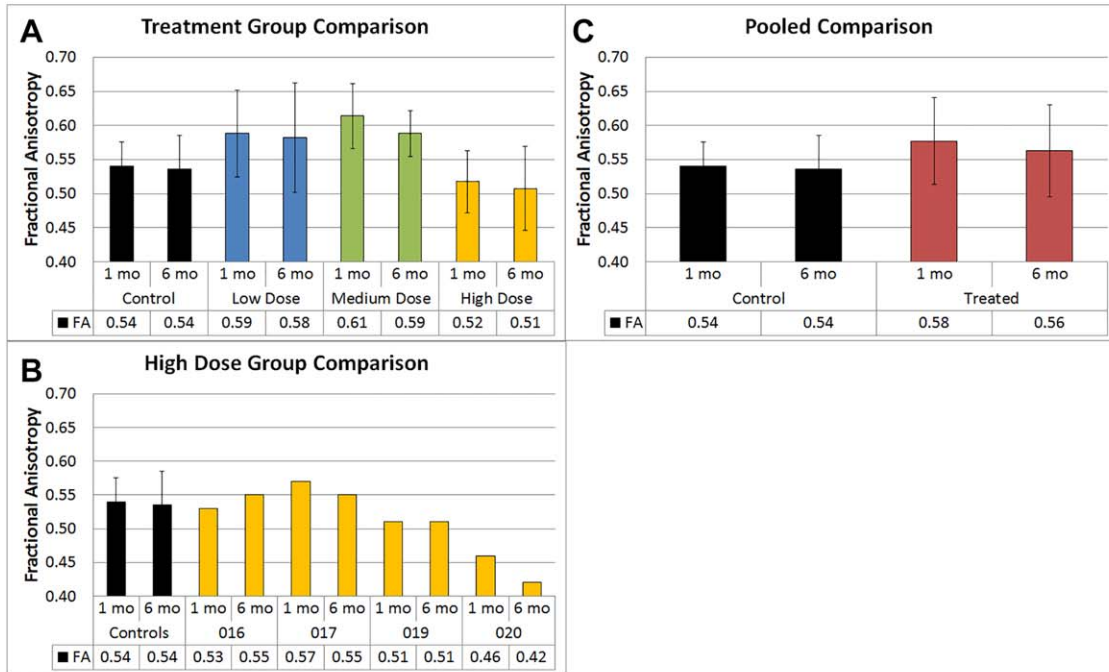 A
Treatment Group Comparison
Fractional Anisotropy
0.70
0.65
0.60
0.55
0.50
0.45
0.40
1 mo 6 mo 1 mo 6 mo 1 mo 6 mo 1 mo 6 mo
Control Low Dose Medium Dose High Dose
FA 0.54 0.54 0.59 0.58 0.61 0.59 0.52 0.51
C
Pooled Comparison
Fractional Anisotropy
0.70
0.65
0.60
0.55
0.50
0.45
0.40
1 mo 6 mo 1 mo 6 mo
Control Treated
FA 0.54 0.54 0.58 0.56
B
High Dose Group Comparison
Fractional Anisotropy
0.70
0.65
0.60
0.55
0.50
0.45
0.40
1 mo 6 mo 1 mo 6 mo 1 mo 6 mo 1 mo 6 mo 1 mo 6 mo
Controls 016 017 019 020
FA 0.54 0.54 0.53 0.55 0.57 0.55 0.51 0.51 0.46 0.42